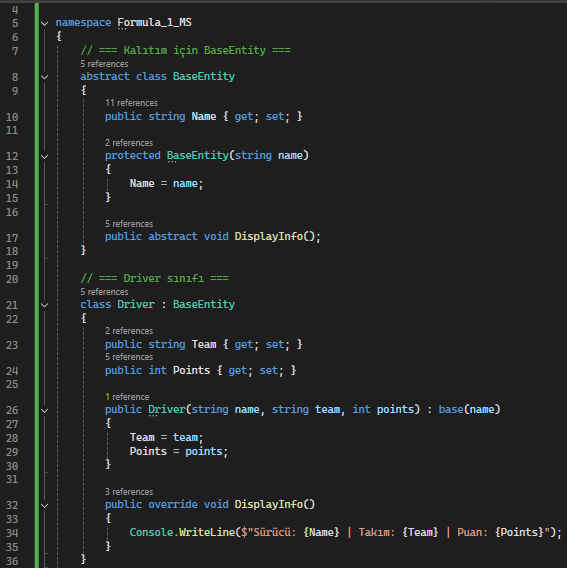 4
5 namespace Formula_1_MS
6 {
7 // === Kalıtım için BaseEntity ===
5 references
8 abstract class BaseEntity
9 {
11 references
10 public string Name { get; set; }
11
2 references
12 protected BaseEntity(string name)
13 {
14 Name = name;
15 }
16
5 references
17 public abstract void DisplayInfo();
18 }
19
20 // === Driver sınıfı ===
5 references
21 class Driver : BaseEntity
22 {
2 references
23 public string Team { get; set; }
5 references
24 public int Points { get; set; }
25
1 reference
26 public Driver(string name, string team, int points) : base(name)
27 {
28 Team = team;
29 Points = points;
30 }
31
3 references
32 public override void DisplayInfo()
33 {
34 Console.WriteLine($"Sürücü: {Name} | Takım: {Team} | Puan: {Points}");
35 }
36 }